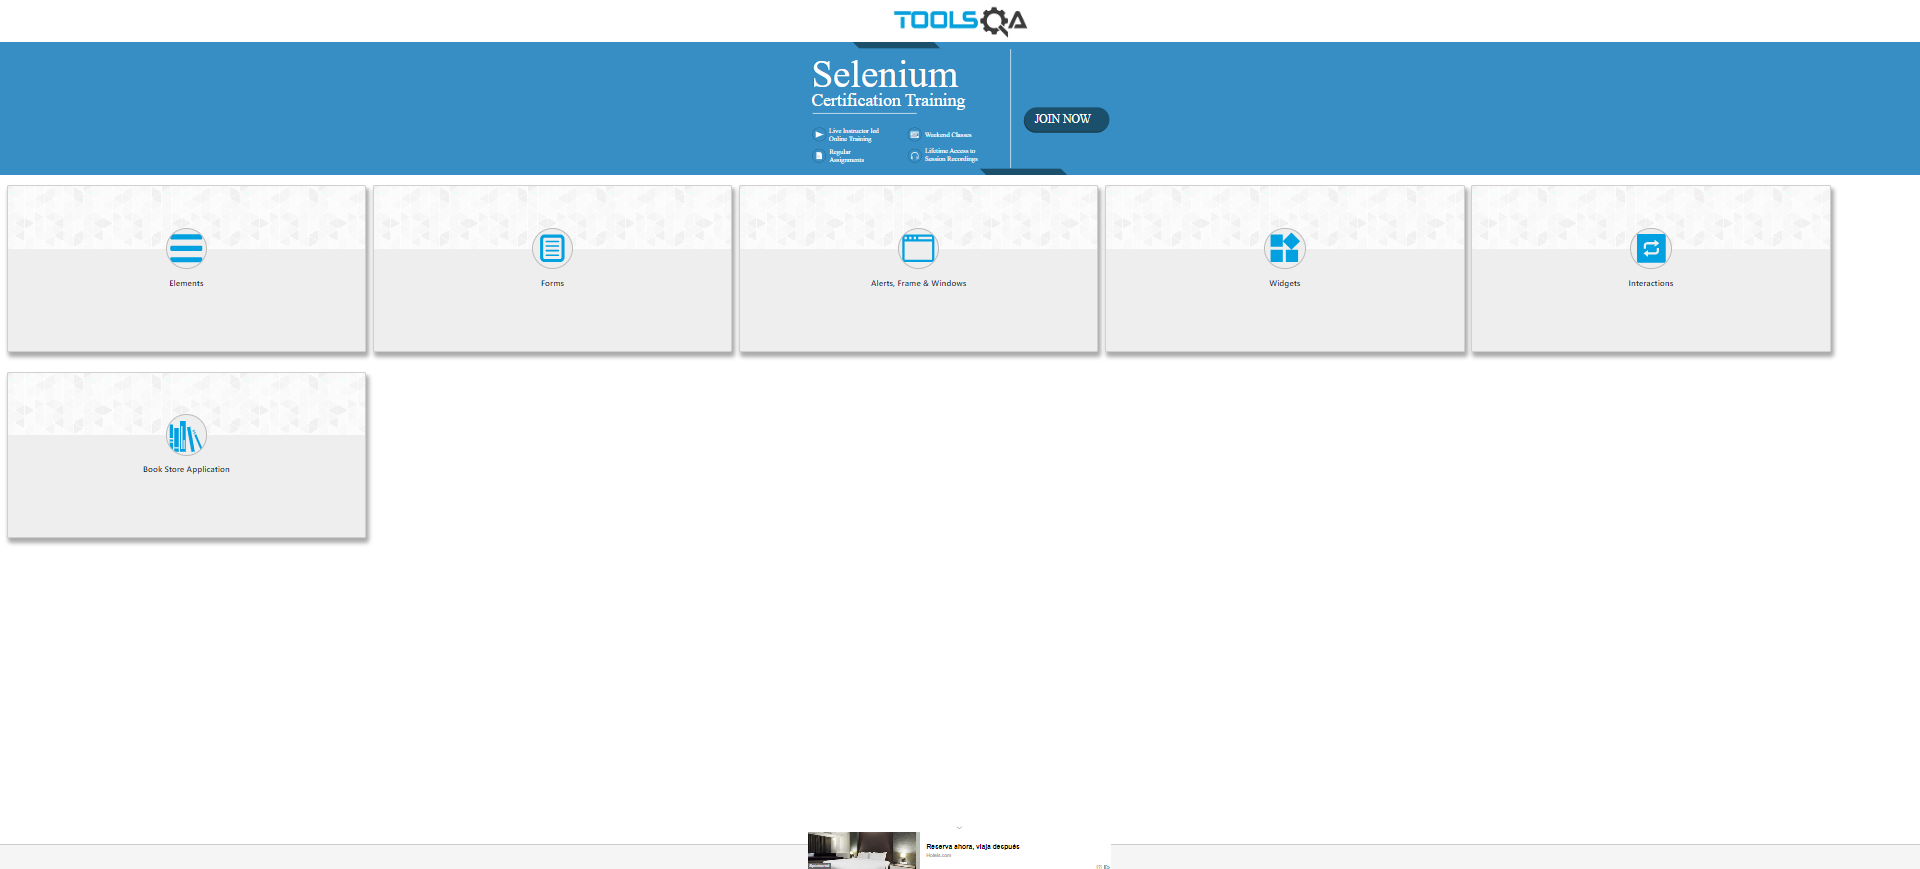 TOOLSQA
Selenium
Certification Training
JOIN NOW
Live Instructor led
Online Training
Weekend Classes
Regular
Assignments
Lifetime Access to
Session Recordings
Elements
Forms
Alerts, Frame & Windows
Widgets
Interactions
Book Store Application
Reserva ahora, viaja después
Hotels.com